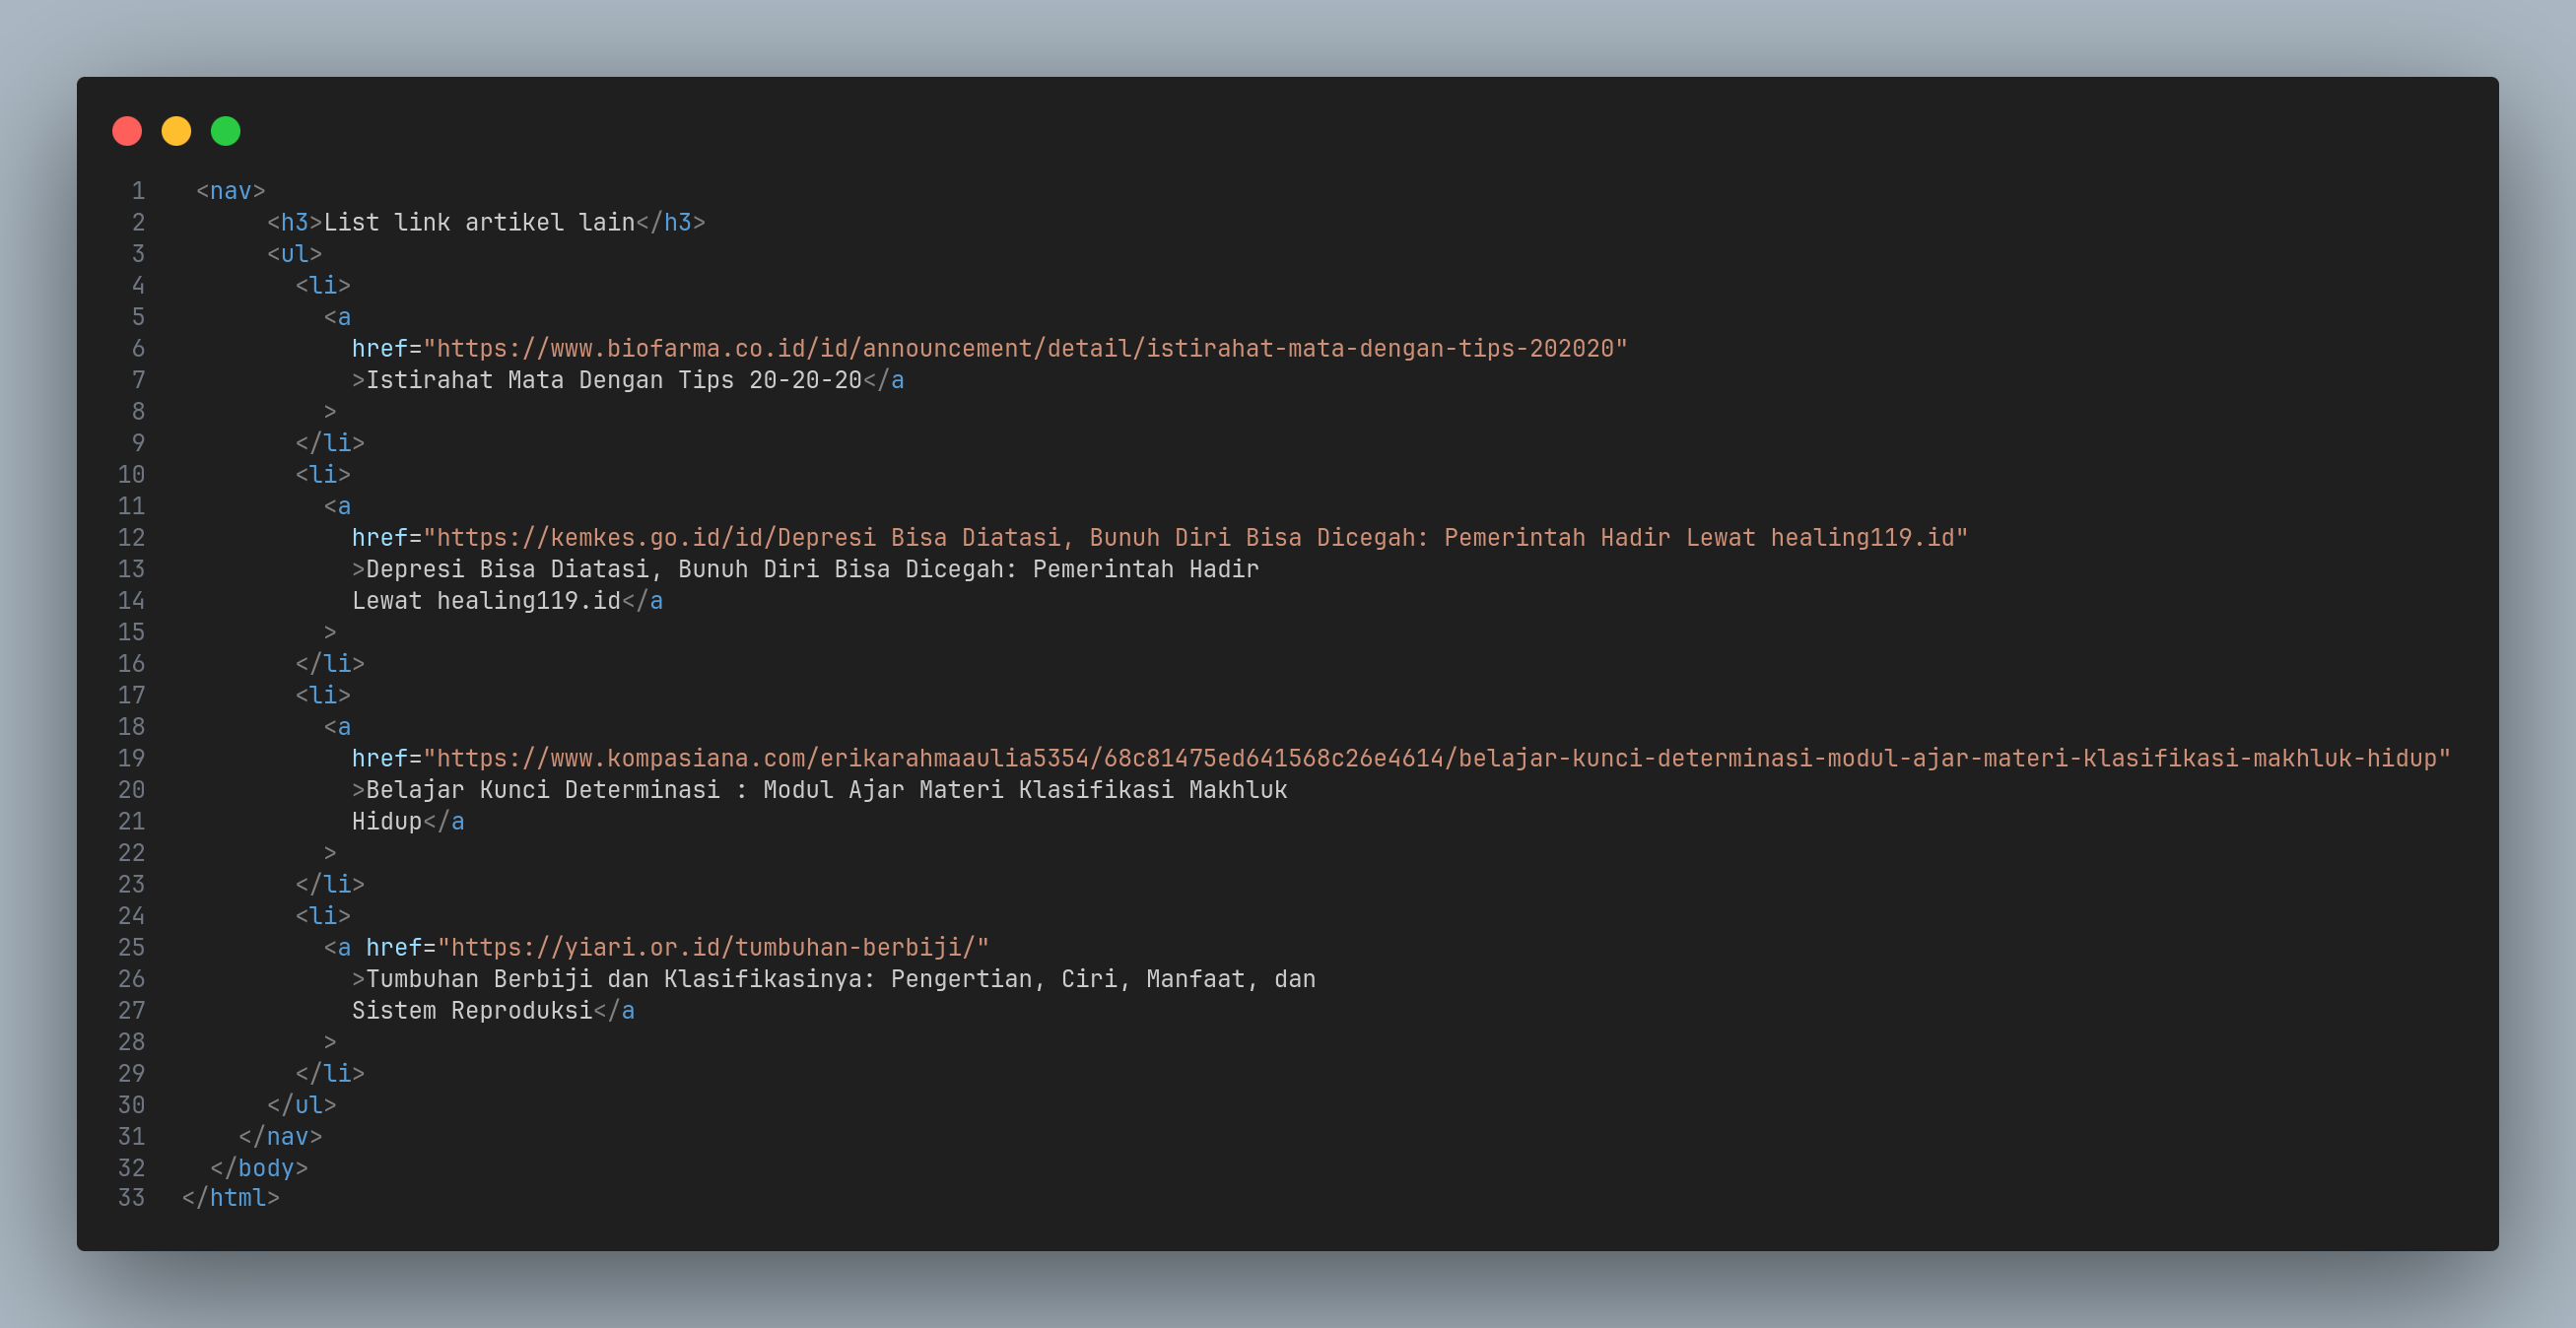 1 <nav>
2 <h3>List link artikel lain</h3>
3 <ul>
4 <li>
5 <a
6 href="https://www.biofarma.co.id/id/announcement/detail/istirahat-mata-dengan-tips-202020"
7 >Istirahat Mata Dengan Tips 20-20-20</a
8 >
9 </li>
10 <li>
11 <a
12 href="https://kemkes.go.id/id/Depresi Bisa Diatasi, Bunuh Diri Bisa Dicegah: Pemerintah Hadir Lewat healing119.id"
13 >Depresi Bisa Diatasi, Bunuh Diri Bisa Dicegah: Pemerintah Hadir
14 Lewat healing119.id</a
15 >
16 </li>
17 <li>
18 <a
19 href="https://www.kompasiana.com/erikarahmaaulia5354/68c81475ed641568c26e4614/belajar-kunci-determinasi-modul-ajar-materi-klasifikasi-makhluk-hidup"
20 >Belajar Kunci Determinasi : Modul Ajar Materi Klasifikasi Makhluk
21 Hidup</a
22 >
23 </li>
24 <li>
25 <a href="https://yiari.or.id/tumbuhan-berbiji/"
26 >Tumbuhan Berbiji dan Klasifikasinya: Pengertian, Ciri, Manfaat, dan
27 Sistem Reproduksi</a
28 >
29 </li>
30 </ul>
31 </nav>
32 </body>
33 </html>